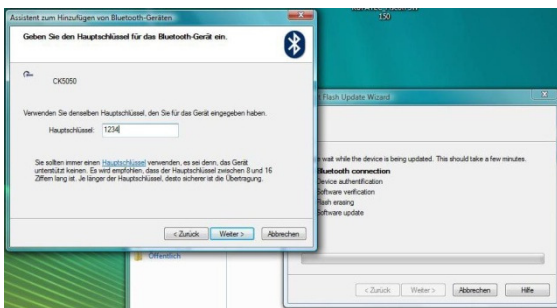 150
Assistent zum Hinzufügen von Bluetooth-Geräten
Geben Sie den Hauptschlüssel für das Bluetooth-Gerät ein.
CK5050
Verwenden Sie denselben Hauptschlüssel, den Sie für das Gerät eingegeben haben.
Hauptschlüssel: 1234
Sie sollten immer einen Hauptschlüssel verwenden, es sei denn, das Gerät
unterstützt keinen. Es wird empfohlen, dass der Hauptschlüssel zwischen 8 und 16
Ziffern lang ist. Je länger der Hauptschlüssel, desto sicherer ist die Übertragung.
< Zurück Weiter > Abbrechen
Flash Update Wizard
wait while the device is being updated. This should take a few minutes.
Bluetooth connection
Device authentification
Software verification
Flash erasing
Software update
Öffentlich
< Zurück Weiter > Abbrechen Hilfe